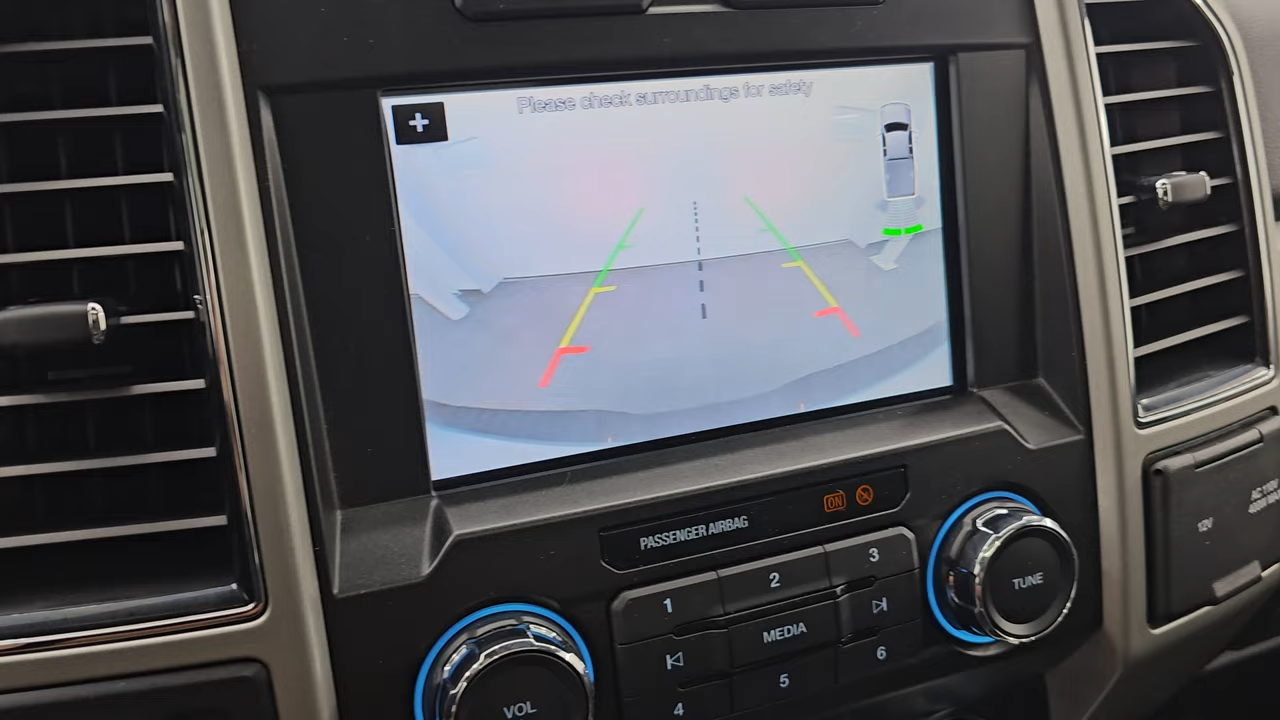 +
Please check surroundings for safety
PASSENGER AIRBAG
ON
1
2
3
MEDIA
4
5
6
VOL
TUNE
12V
AC 110V